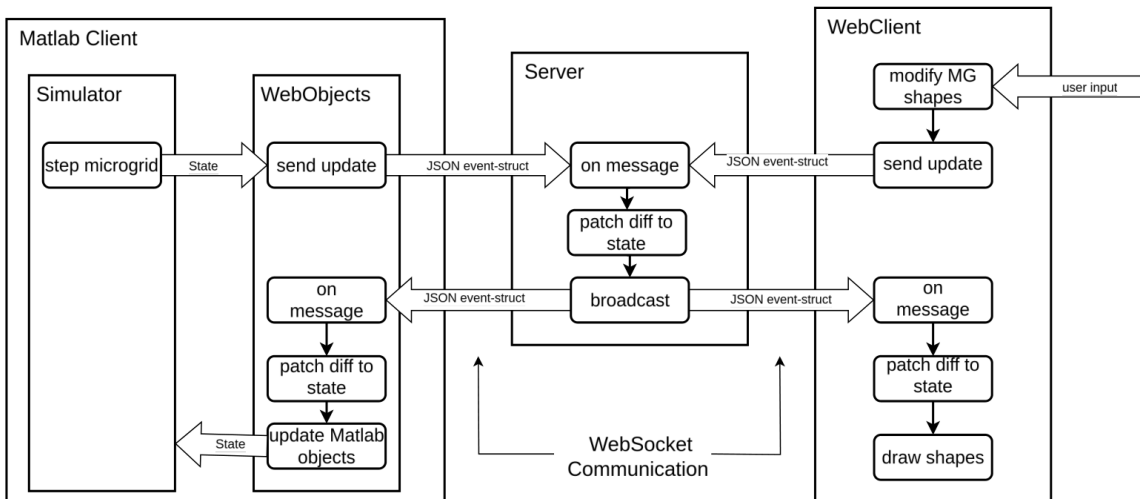 Matlab Client
WebClient
Server
Simulator
WebObjects
modify MG
shapes
user input
step microgrid
State
send update
JSON event-struct
on message
JSON event-struct
send update
patch diff to
state
on
message
JSON event-struct
broadcast
JSON event-struct
on
message
patch diff to
state
patch diff to
state
State
update Matlab
objects
WebSocket
Communication
draw shapes